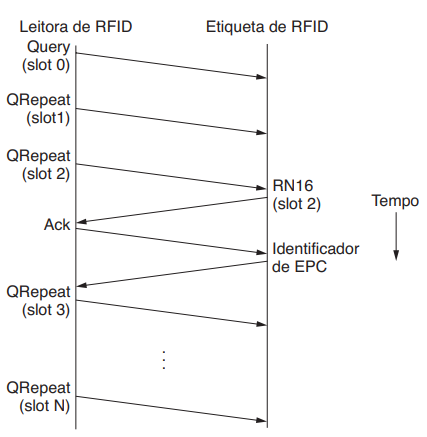 Leitora de RFID
Etiqueta de RFID
Query
(slot 0)
QRepeat
(slot1)
QRepeat
(slot 2)
RN16
(slot 2)
Tempo
Ack
Identificador
de EPC
QRepeat
(slot 3)
QRepeat
(slot N)